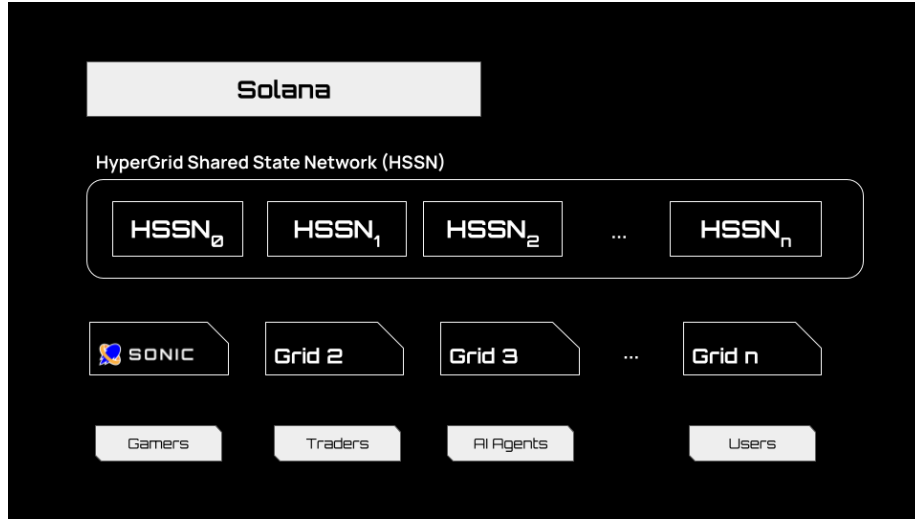 Solana
HyperGrid Shared State Network (HSSN)
HSSN0 HSSN1 HSSN2 ... HSSNn
SONIC Grid 2 Grid 3 ... Grid n
Gamers Traders AI Agents Users